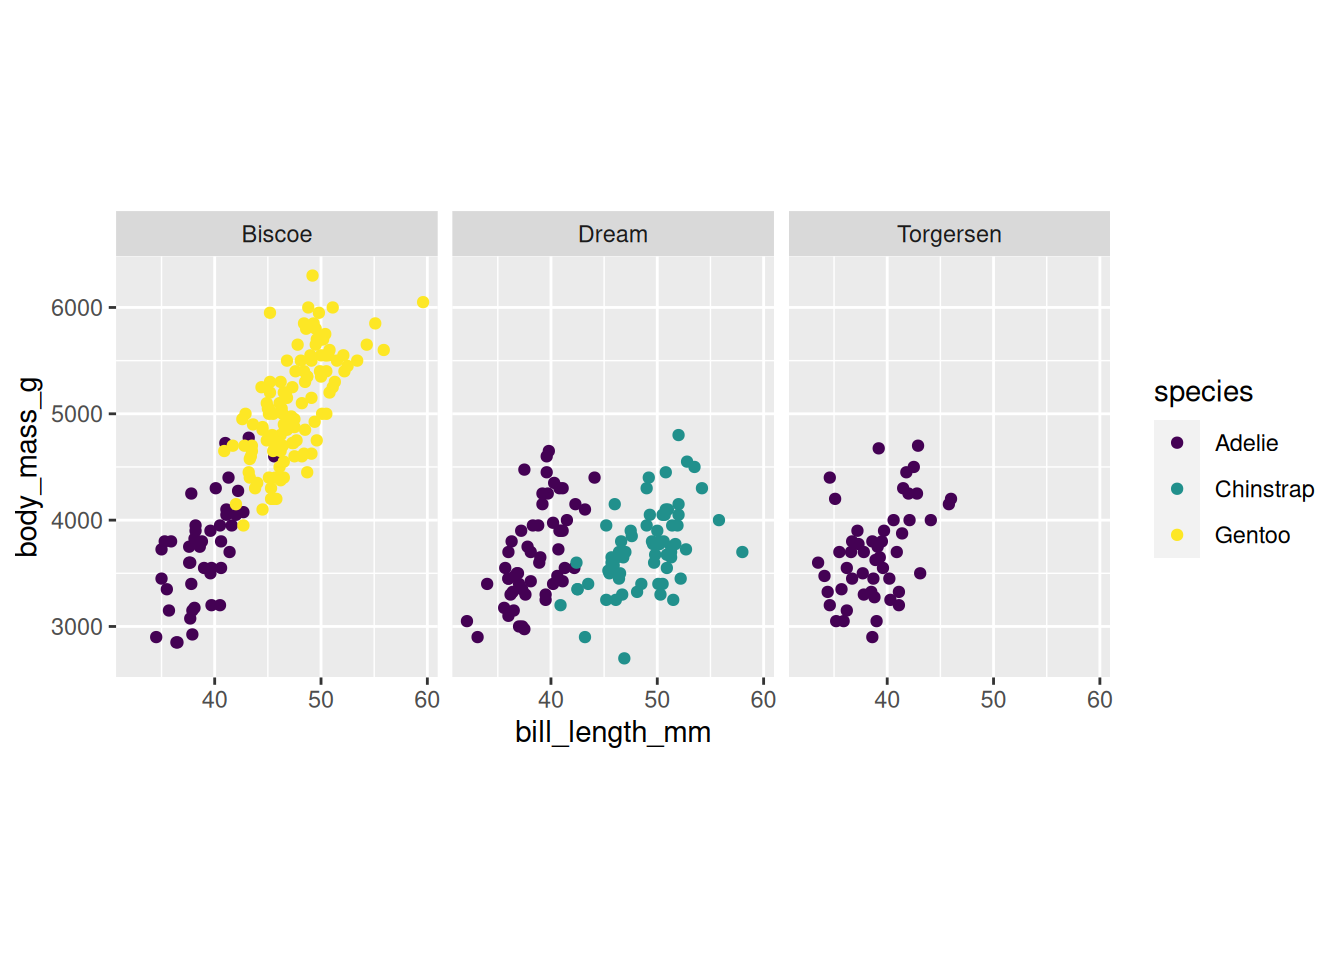 Biscoe
Dream
Torgersen
6000
5000
4000
3000
body_mass_g
40 50 60
40 50 60
40 50 60
bill_length_mm
species
Adelie
Chinstrap
Gentoo